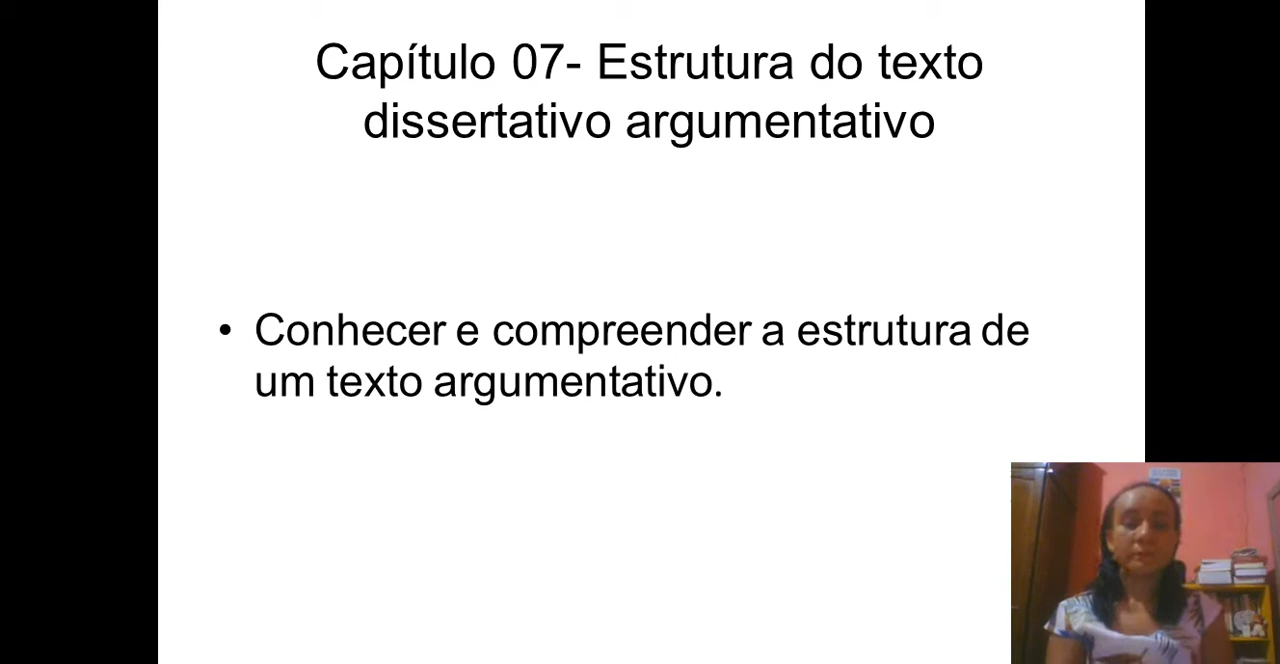 Capítulo 07- Estrutura do texto
dissertativo argumentativo
• Conhecer e compreender a estrutura de
um texto argumentativo.